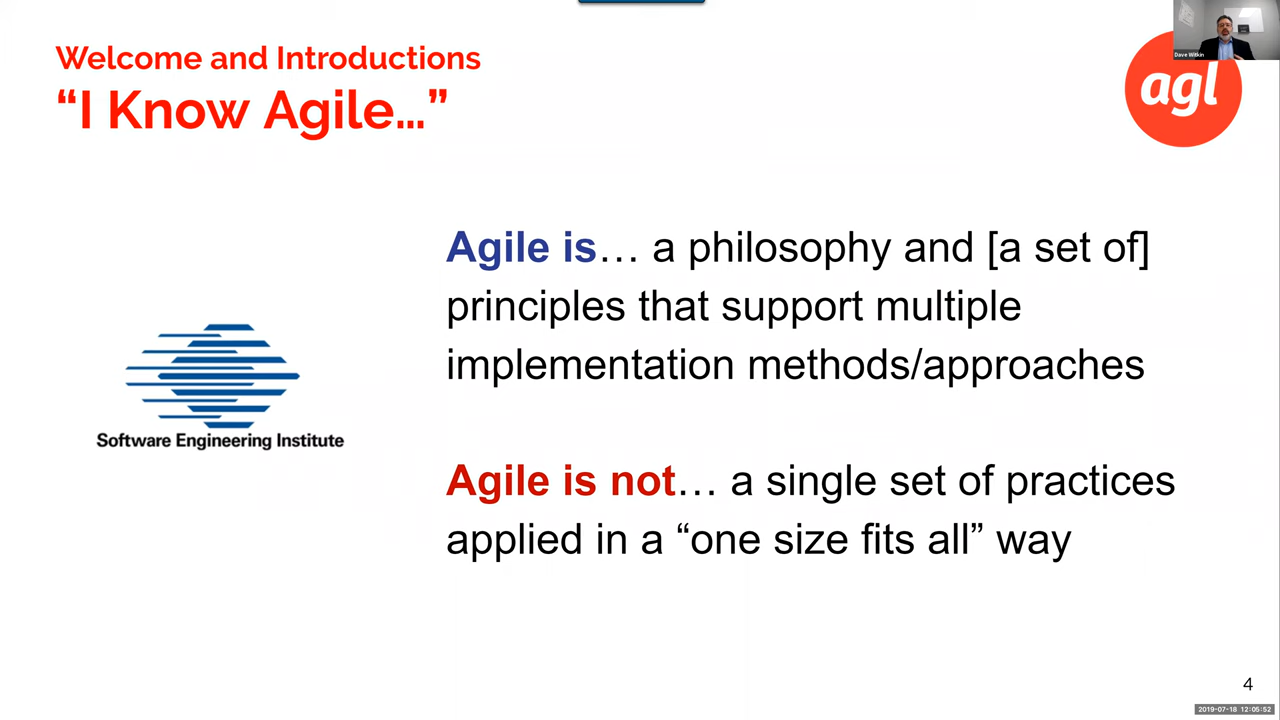 Welcome and Introductions
“I Know Agile…”
agl
Dave Witkin
Agile is… a philosophy and [a set of]
principles that support multiple
implementation methods/approaches
Software Engineering Institute
Agile is not… a single set of practices
applied in a “one size fits all” way
4
2019-07-18 12:05:52